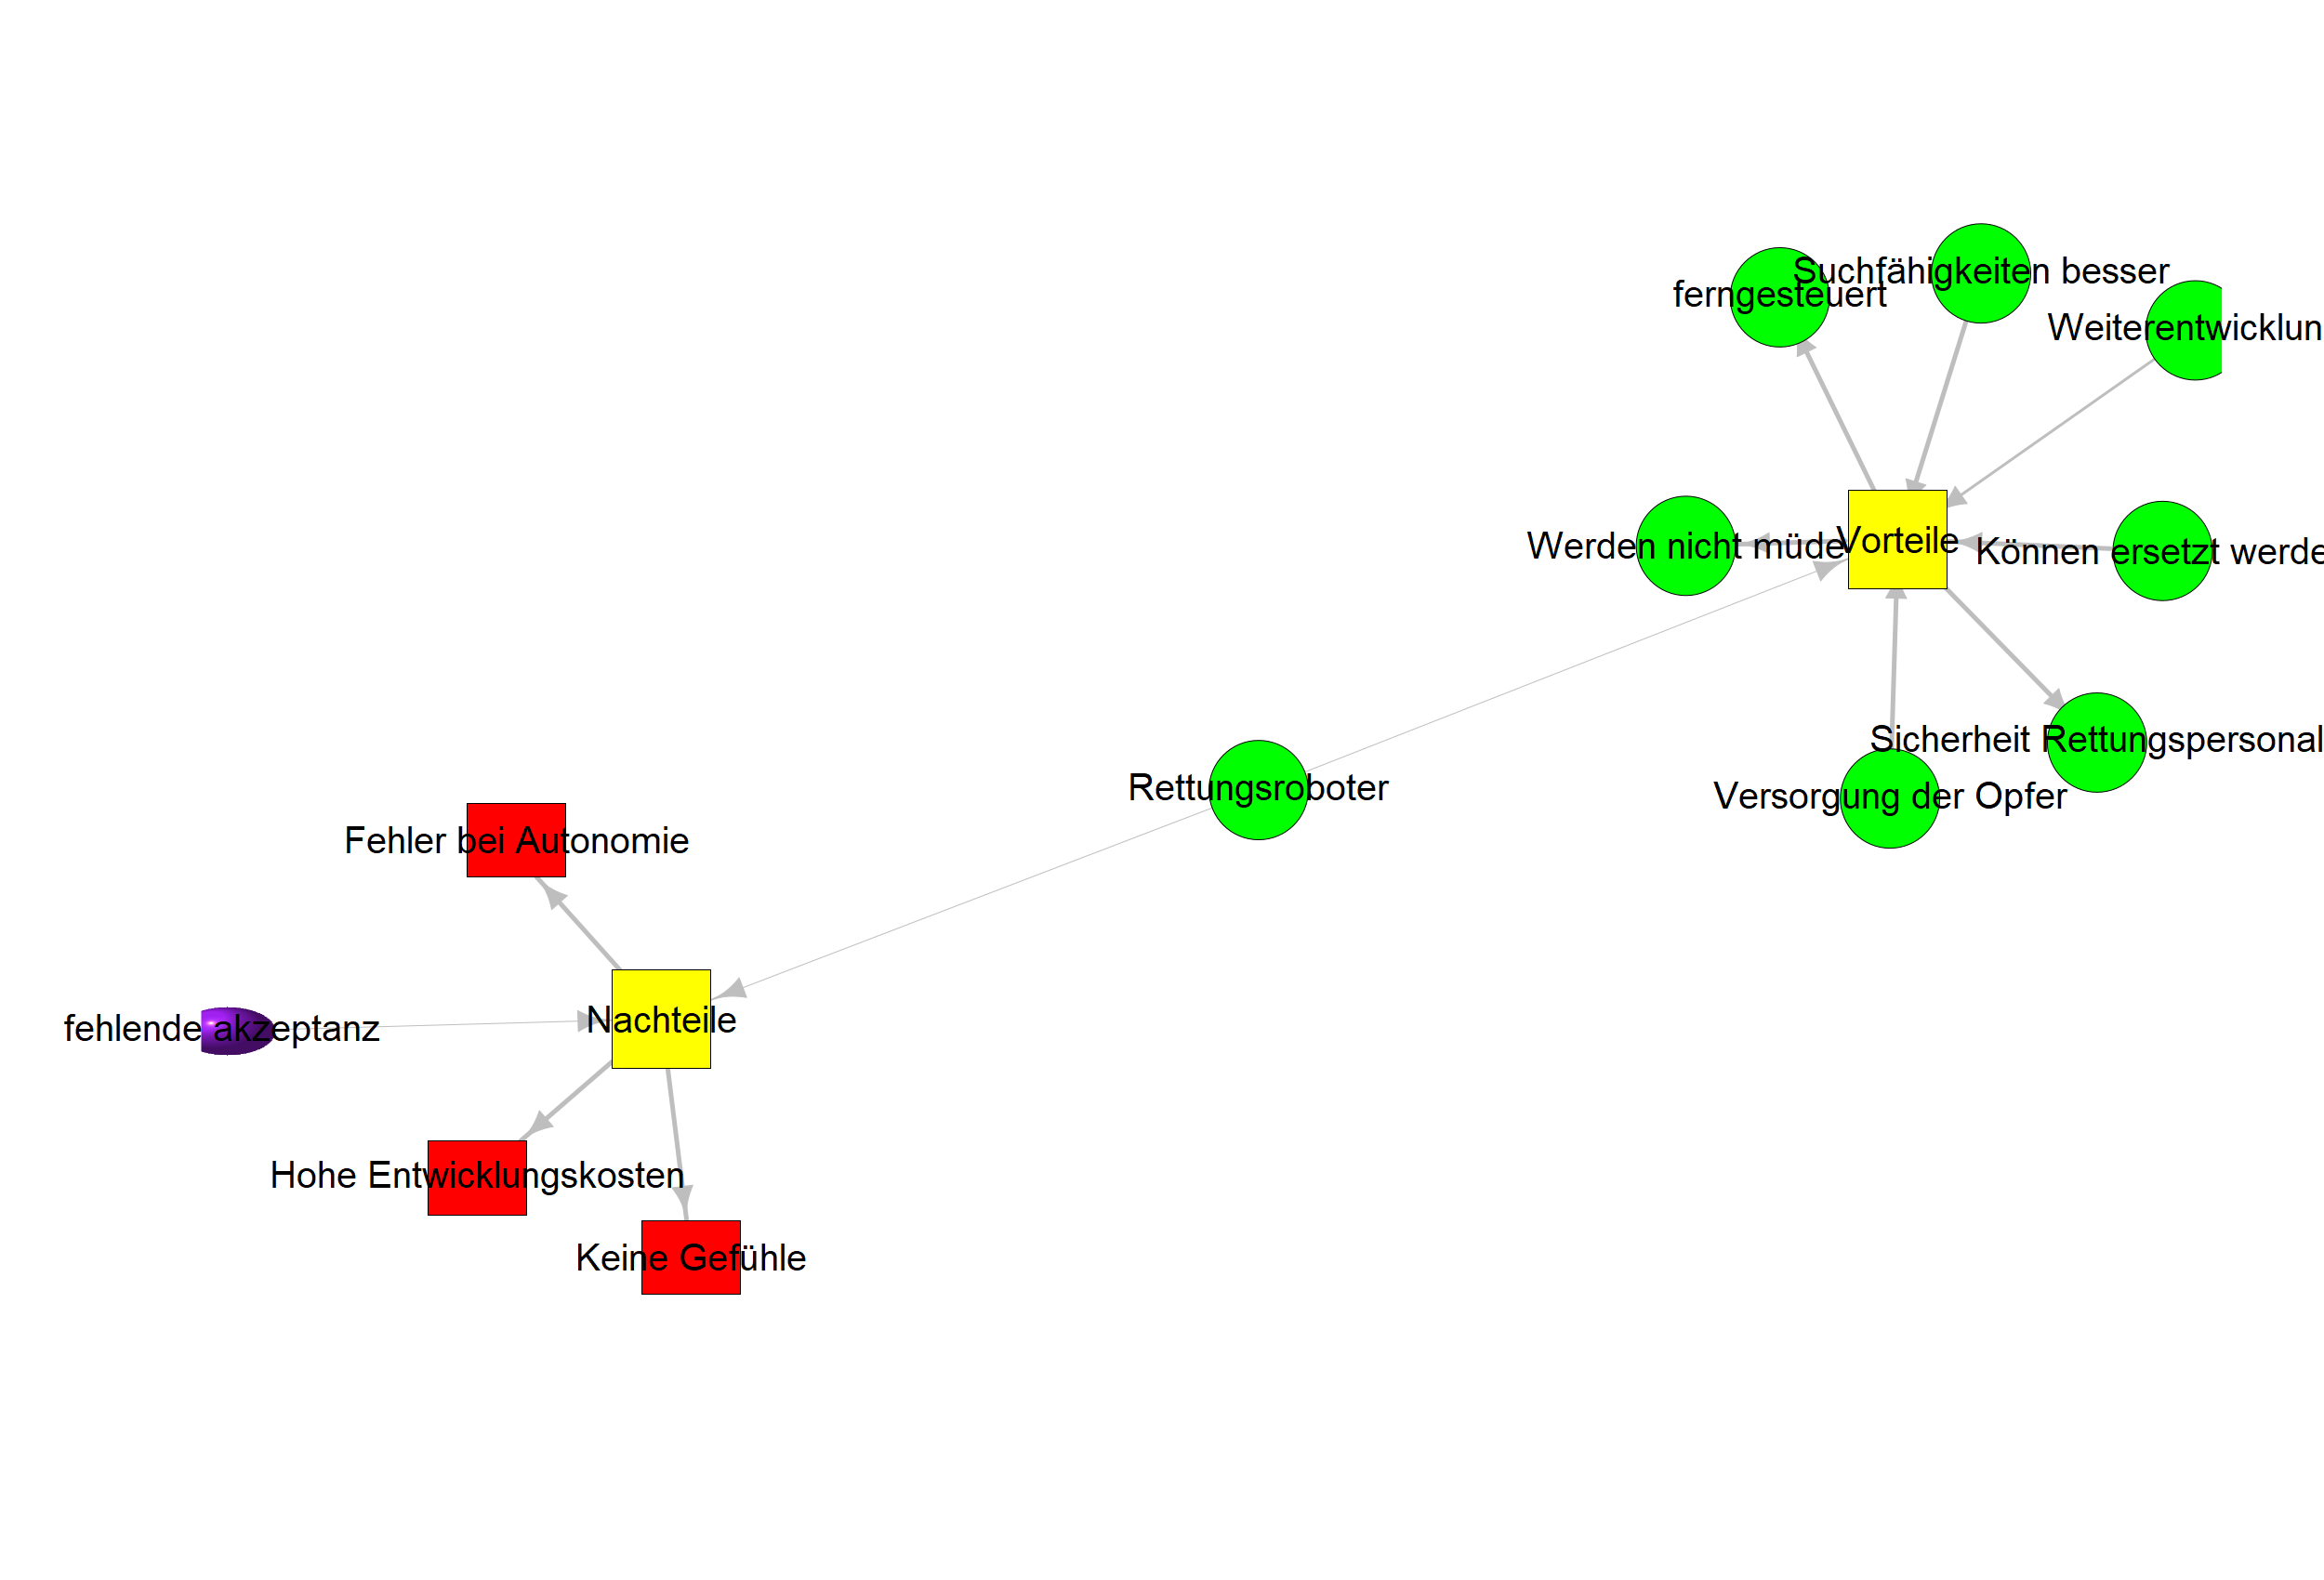 Suchfähigkeiten besser
ferngesteuert
Weiterentwicklun
Werden nicht müde
Vorteile
Können ersetzt werde
Sicherheit Rettungspersonal
Versorgung der Opfer
Rettungsroboter
Fehler bei Autonomie
Nachteile
fehlende akzeptanz
Hohe Entwicklungskosten
Keine Gefühle